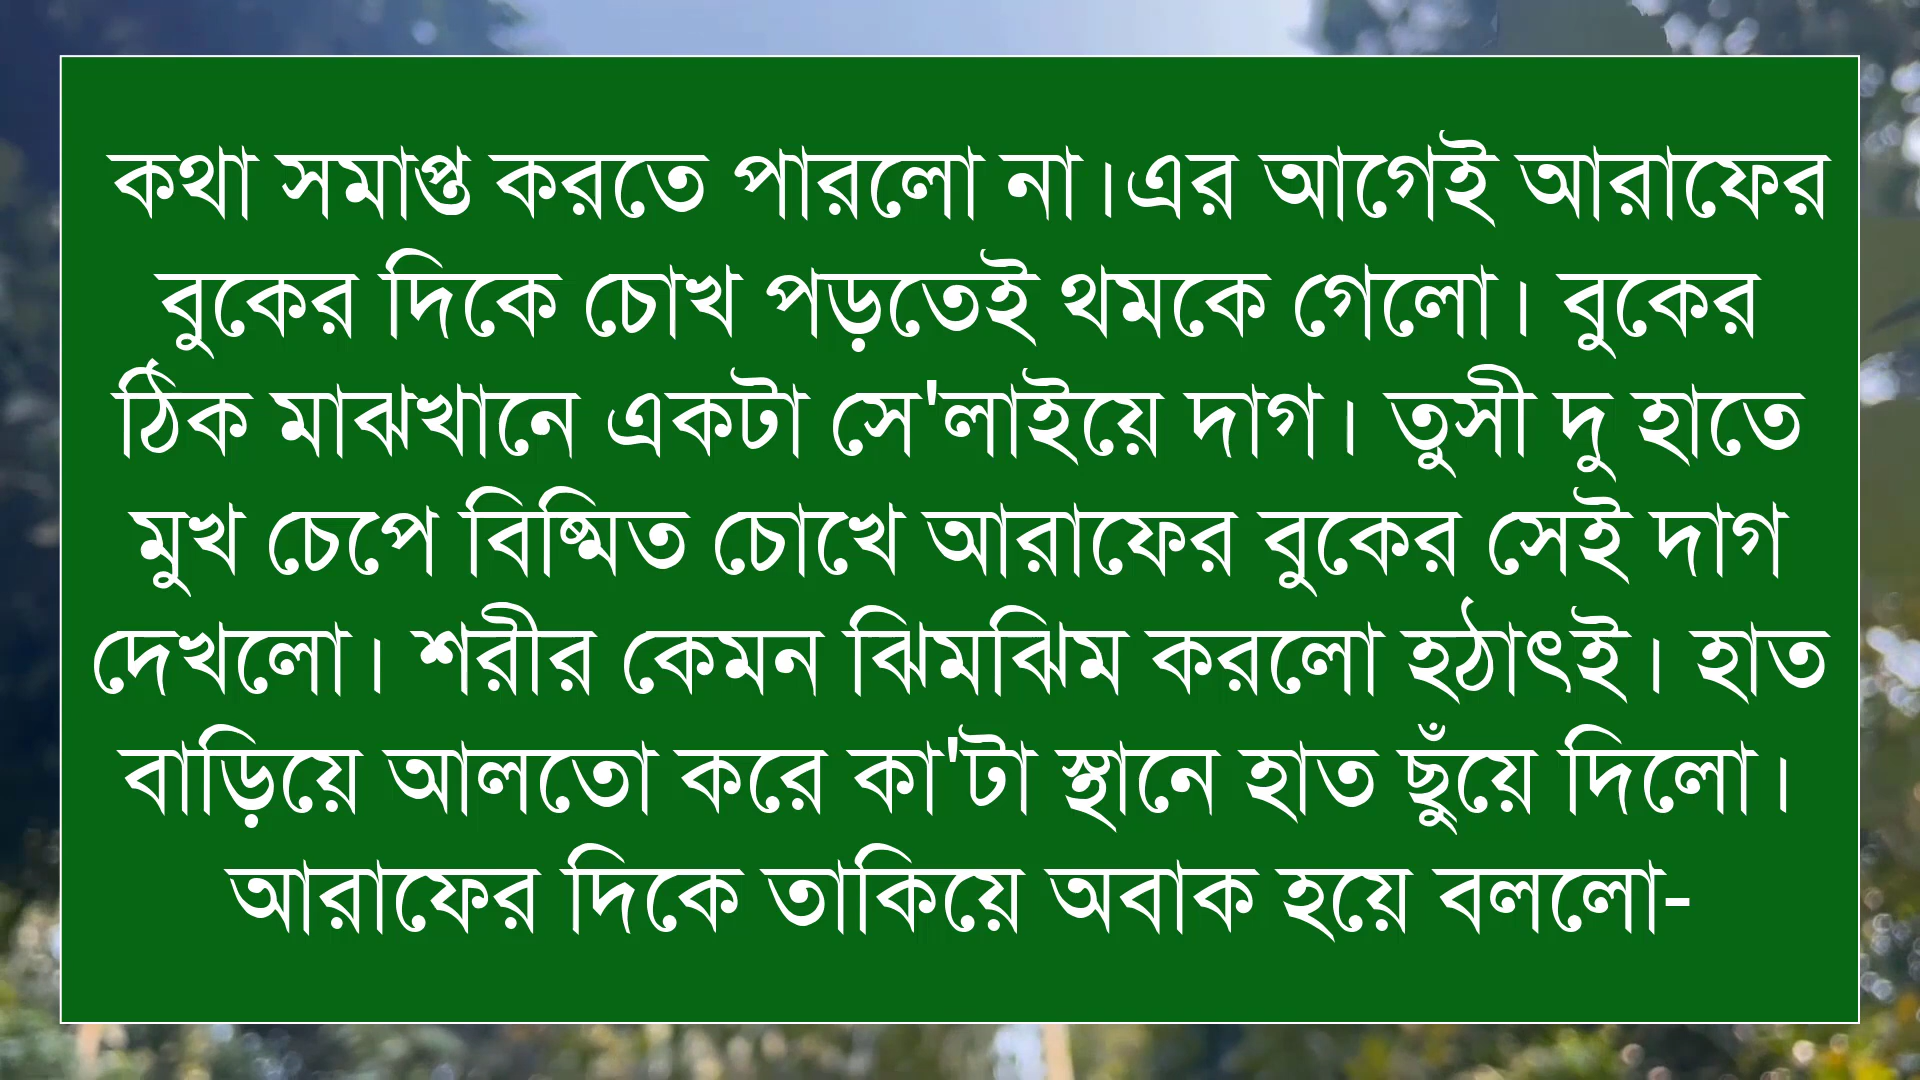 কথা সমাপ্ত করতে পারলো না।এর আগেই আরাফের
বুকের দিকে চোখ পড়তেই থমকে গেলো। বুকের
ঠিক মাঝখানে একটা সে'লাইয়ে দাগ। তুসী দু হাতে
মুখ চেপে বিষ্মিত চোখে আরাফের বুকের সেই দাগ
দেখলো। শরীর কেমন ঝিমঝিম করলো হঠাৎই। হাত
বাড়িয়ে আলতো করে কা'টা স্থানে হাত ছুঁয়ে দিলো।
আরাফের দিকে তাকিয়ে অবাক হয়ে বললো-